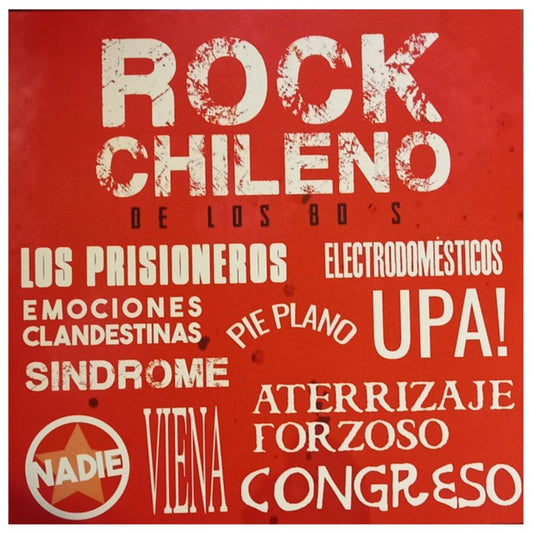 ROCK
CHILENO
DE LOS 80´S
LOS PRISIONEROS
ELECTRODOMÉSTICOS
EMOCIONES
CLANDESTINAS
PIE PLANO
UPA!
SINDROME
NADIE
VIENA
ATERRIZAJE
FORZOSO
CONGRESO